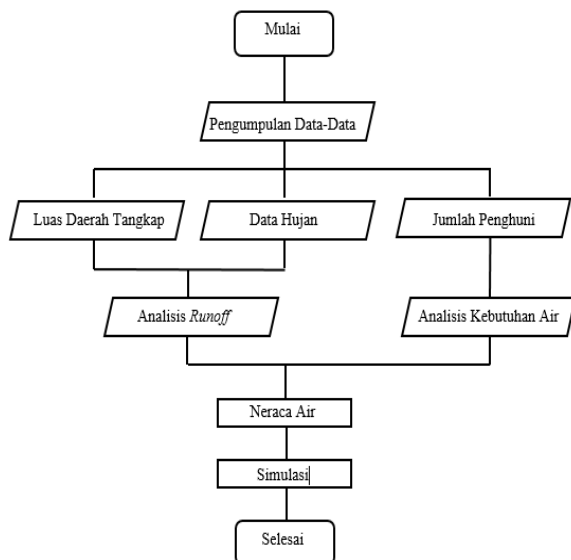 Mulai
Pengumpulan Data-Data
Luas Daerah Tangkap
Data Hujan
Jumlah Penghuni
Analisis Runoff
Analisis Kebutuhan Air
Neraca Air
Simulasi
Selesai